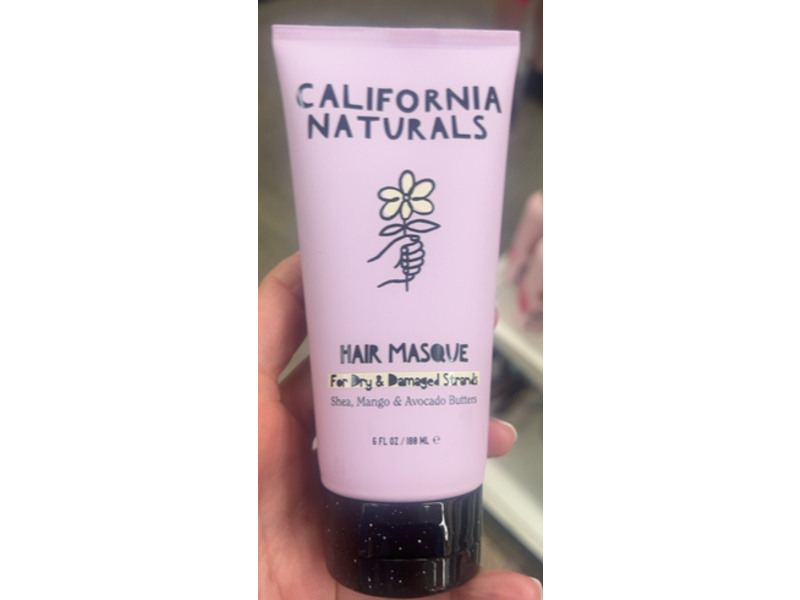 CALIFORNIA
NATURALS
HAIR MASQUE
For Dry & Damaged Strands
Shea, Mango & Avocado Butters
6 FL OZ / 180 ML ℮